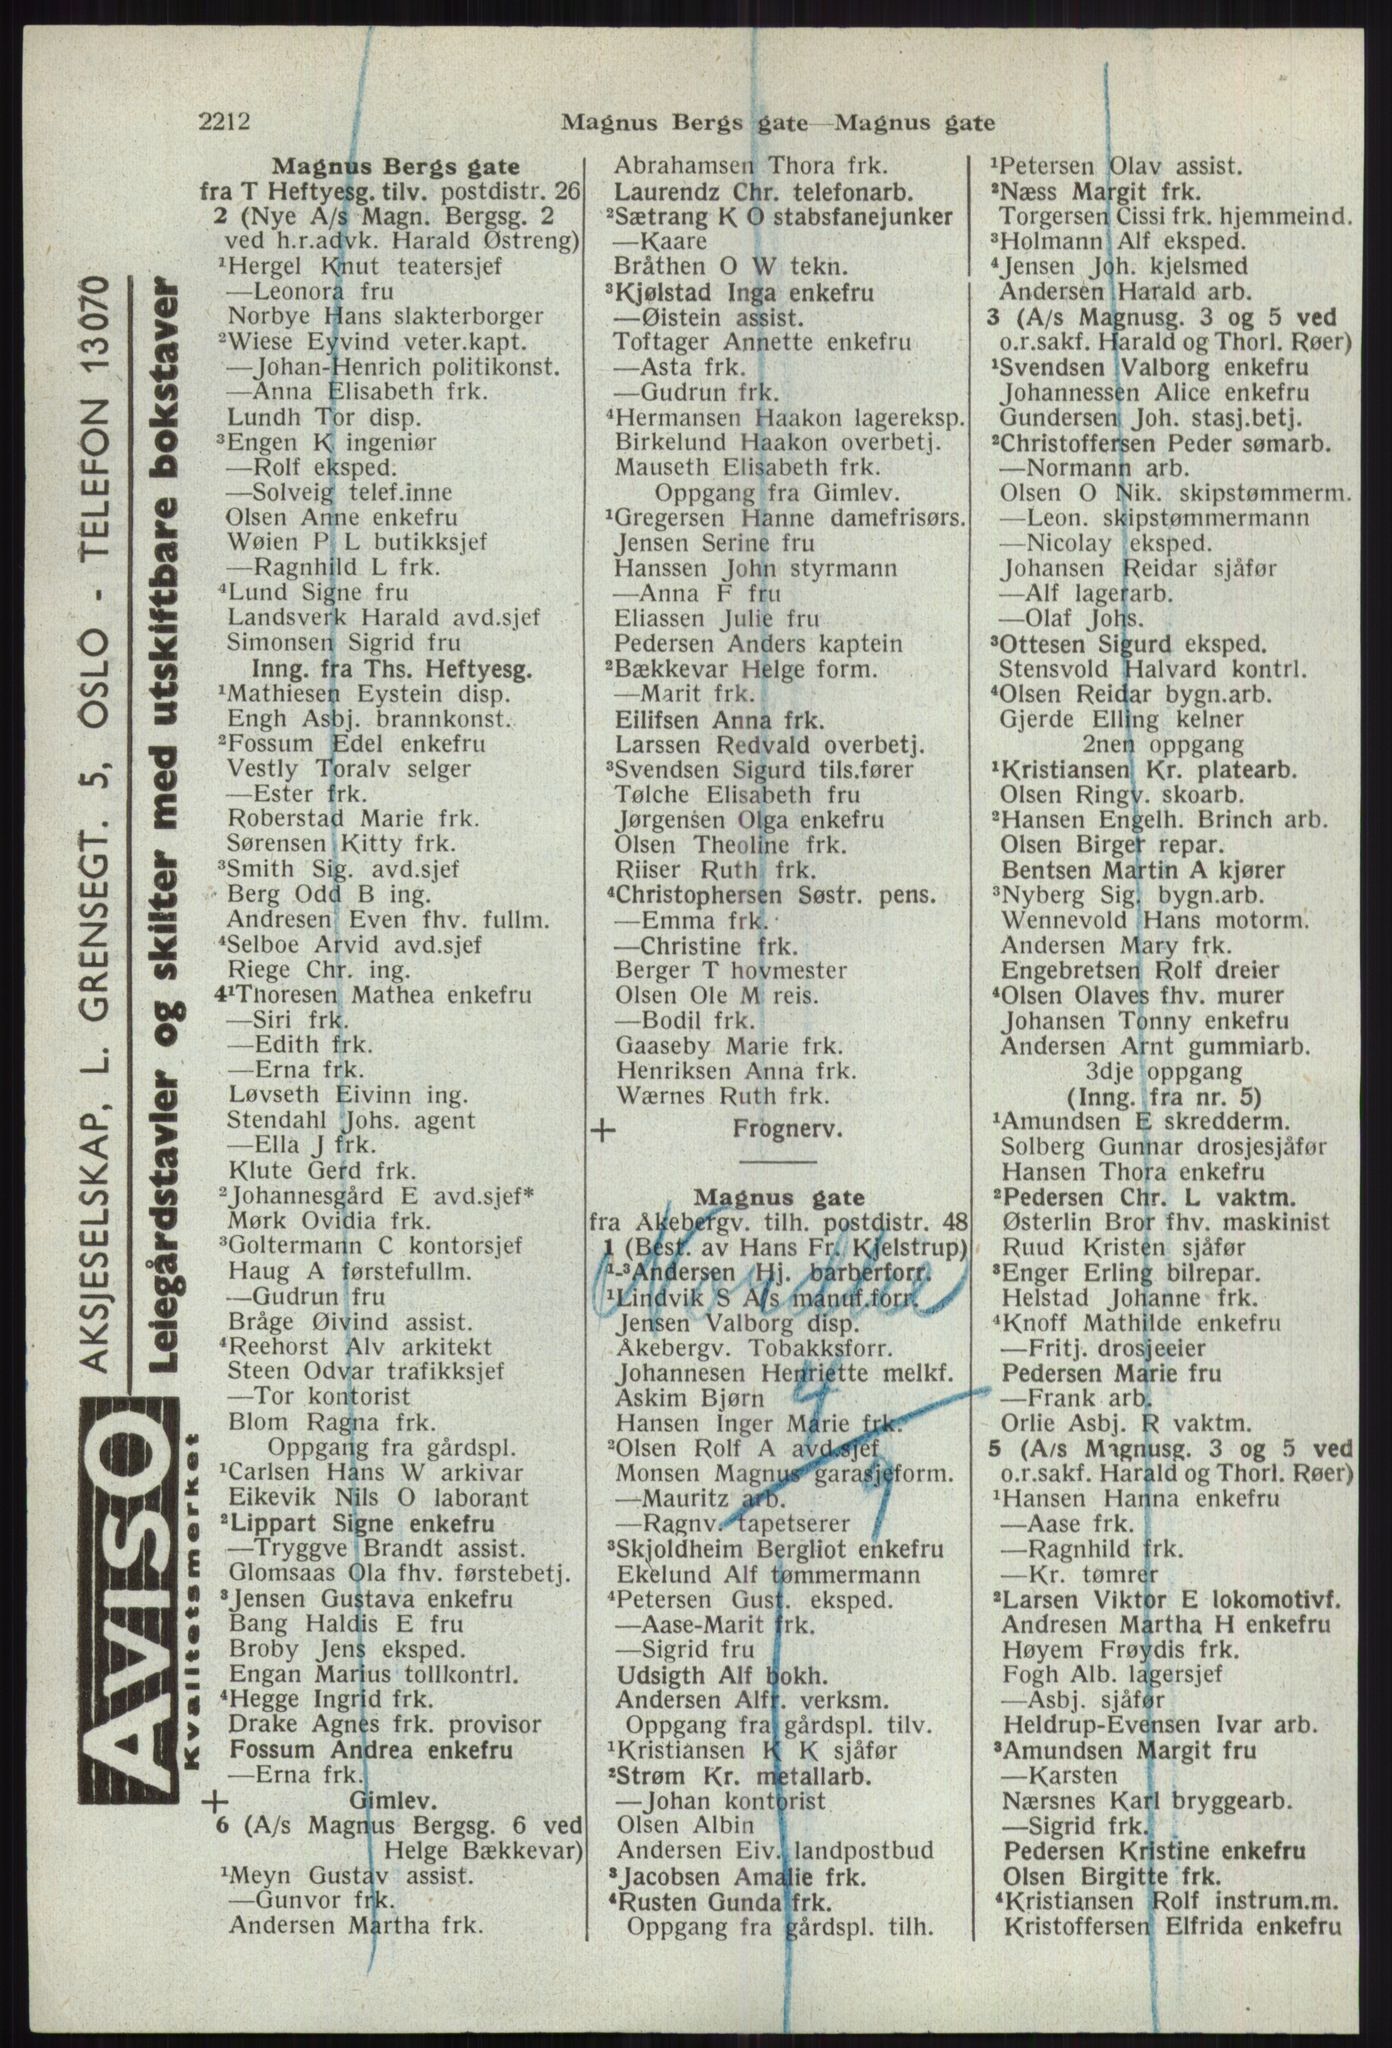 2212
Magnus Bergs gate—Magnus gate
AKSJESELSKAP, L. GRENSEGT. 5, OSLO - TELEFON 13070
Leiegårdstavler og skilter med utskiftbare bokstaver
AVISO
Kvalitetsmerket
Magnus Bergs gate
fra T Heftyesg. tilv. postdistr. 26
2 (Nye A/s Magn. Bergsg. 2
ved h.r.advk. Harald Østreng)
¹Hergel Knut teatersjef
—Leonora fru
Norbye Hans slakterborger
²Wiese Eyvind veter.kapt.
—Johan-Henrich politikonst.
—Anna Elisabeth frk.
Lundh Tor disp.
³Engen K ingeniør
—Rolf eksped.
—Solveig telef.inne
Olsen Anne enkefru
Wøien P L butikksjef
—Ragnhild L frk.
⁴Lund Signe fru
Landsverk Harald avd.sjef
Simonsen Sigrid fru
Inng. fra Ths. Heftyesg.
¹Mathiesen Eystein disp.
Engh Asbj. brannkonst.
²Fossum Edel enkefru
Vestly Toralv selger
—Ester frk.
Roberstad Marie frk.
Sørensen Kitty frk.
³Smith Sig. avd.sjef
Berg Odd B ing.
Andresen Even fhv. fullm.
⁴Selboe Arvid avd.sjef
Riege Chr. ing.
4¹Thoresen Mathea enkefru
—Siri frk.
—Edith frk.
—Erna frk.
Løvseth Eivinn ing.
Stendahl Johs. agent
—Ella J frk.
Klute Gerd frk.
²Johannesgård E avd.sjef*
Mørk Ovidia frk.
³Goltermann C kontorsjef
Haug A førstefullm.
—Gudrun fru
Bråge Øivind assist.
⁴Reehorst Alv arkitekt
Steen Odvar trafikksjef
—Tor kontorist
Blom Ragna frk.
Oppgang fra gårdspl.
¹Carlsen Hans W arkivar
Eikevik Nils O laborant
²Lippart Signe enkefru
—Tryggve Brandt assist.
Glomsaas Ola fhv. førstebetj.
³Jensen Gustava enkefru
Bang Haldis E fru
Broby Jens eksped.
Engan Marius tollkontrl.
⁴Hegge Ingrid frk.
Drake Agnes frk. provisor
Fossum Andrea enkefru
—Erna frk.
+ Gimlev.
6 (A/s Magnus Bergsg. 6 ved
Helge Bækkevar)
¹Meyn Gustav assist.
—Gunvor frk.
Andersen Martha frk.
Abrahamsen Thora frk.
Laurendz Chr. telefonarb.
²Sætrang K O stabsfanejunker
—Kaare
Bråthen O W tekn.
³Kjølstad Inga enkefru
—Øistein assist.
Toftager Annette enkefru
—Asta frk.
—Gudrun frk.
⁴Hermansen Haakon lagereksp.
Birkelund Haakon overbetj.
Mauseth Elisabeth frk.
Oppgang fra Gimlev.
¹Gregersen Hanne damefrisørs.
Jensen Serine fru
Hanssen John styrmann
—Anna F fru
Eliassen Julie fru
Pedersen Anders kaptein
²Bækkevar Helge form.
—Marit frk.
Eilifsen Anna frk.
Larssen Redvald overbetj.
³Svendsen Sigurd tils.fører
Tølche Elisabeth fru
Jørgensen Olga enkefru
Olsen Theoline frk.
Riiser Ruth frk.
⁴Christophersen Søstr. pens.
—Emma frk.
—Christine frk.
Berger T hovmester
Olsen Ole M reis.
—Bodil frk.
Gaaseby Marie frk.
Henriksen Anna frk.
Wærnes Ruth frk.
+ Frognerv.
Magnus gate
fra Åkebergv. tilh. postdistr. 48
1 (Best. av Hans Fr. Kjelstrup)
¹-³Andersen Hj. barberforr.
¹Lindvik S A/s manuf.forr.
Jensen Valborg disp.
Åkebergv. Tobakksforr.
Johannesen Henriette melkf.
Askim Bjørn
Hansen Inger Marie frk.
²Olsen Rolf A avd.sjef
Monsen Magnus garasjeform.
—Mauritz arb.
—Ragnv. tapetserer
³Skjoldheim Bergliot enkefru
Ekelund Alf tømmermann
⁴Petersen Gust. eksped.
—Aase-Marit frk.
—Sigrid fru
Udsigth Alf bokh.
Andersen Alfr. verksm.
Oppgang fra gårdspl. tilv.
¹Kristiansen K K sjåfør
²Strøm Kr. metallarb.
—Johan kontorist
Olsen Albin
Andersen Eiv. landpostbud
³Jacobsen Amalie frk.
⁴Rusten Gunda frk.
Oppgang fra gårdspl. tilh.
¹Petersen Olav assist.
²Næss Margit frk.
Torgersen Cissi frk. hjemmeind.
³Holmann Alf eksped.
⁴Jensen Joh. kjelsmed
Andersen Harald arb.
3 (A/s Magnusg. 3 og 5 ved
o.r.sakf. Harald og Thorl. Røer)
¹Svendsen Valborg enkefru
Johannessen Alice enkefru
Gundersen Joh. stasj.betj.
²Christoffersen Peder sømarb.
—Normann arb.
Olsen O Nik. skipstømmerm.
—Leon. skipstømmermann
—Nicolay eksped.
Johansen Reidar sjåfør
—Alf lagerarb.
—Olaf Johs.
³Ottesen Sigurd eksped.
Stensvold Halvard kontrl.
⁴Olsen Reidar bygn.arb.
Gjerde Elling kelner
2nen oppgang
¹Kristiansen Kr. platearb.
Olsen Ringv. skoarb.
²Hansen Engelh. Brinch arb.
Olsen Birger repar.
Bentsen Martin A kjører
³Nyberg Sig. bygn.arb.
Wennevold Hans motorm.
Andersen Mary frk.
Engebretsen Rolf dreier
⁴Olsen Olaves fhv. murer
Johansen Tonny enkefru
Andersen Arnt gummiarb.
3dje oppgang
(Inng. fra nr. 5)
¹Amundsen E skredderm.
Solberg Gunnar drosjesjåfør
Hansen Thora enkefru
²Pedersen Chr. L vaktm.
Østerlin Bror fhv. maskinist
Ruud Kristen sjåfør
³Enger Erling bilrepar.
Helstad Johanne frk.
⁴Knoff Mathilde enkefru
—Fritj. drosjeeier
Pedersen Marie fru
—Frank arb.
Orlie Asbj. R vaktm.
5 (A/s Magnusg. 3 og 5 ved
o.r.sakf. Harald og Thorl. Røer)
¹Hansen Hanna enkefru
—Aase frk.
—Ragnhild frk.
—Kr. tømrer
²Larsen Viktor E lokomotivf.
Andresen Martha H enkefru
Høyem Frøydis frk.
Fogh Alb. lagersjef
—Asbj. sjåfør
Heldrup-Evensen Ivar arb.
³Amundsen Margit fru
—Karsten
Nærsnes Karl bryggearb.
—Sigrid frk.
Pedersen Kristine enkefru
Olsen Birgitte frk.
⁴Kristiansen Rolf instrum.m.
Kristoffersen Elfrida enkefru